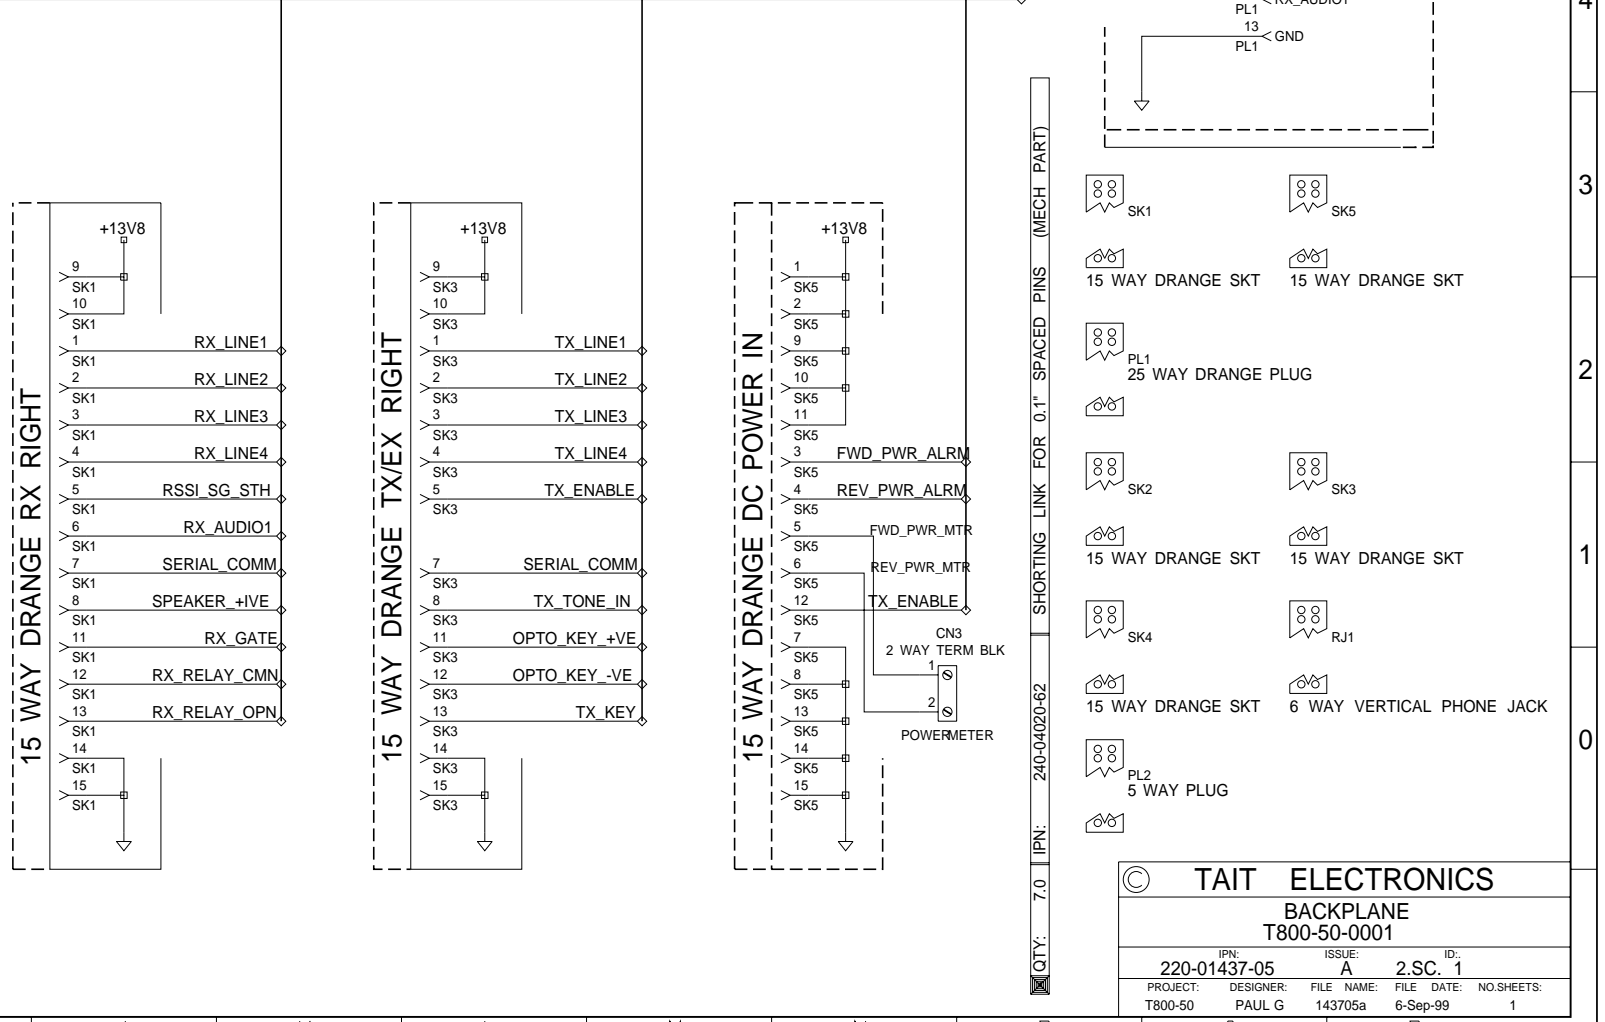 PL1
RX_AUDIO1
13
PL1
GND
15 WAY DRANGE RX RIGHT
+13V8
9
SK1
10
SK1
1
SK1
RX_LINE1
2
SK1
RX_LINE2
3
SK1
RX_LINE3
4
SK1
RX_LINE4
5
SK1
RSSI_SG_STH
6
SK1
RX_AUDIO1
7
SK1
SERIAL_COMM
8
SK1
SPEAKER_+IVE
11
SK1
RX_GATE
12
SK1
RX_RELAY_CMN
13
SK1
RX_RELAY_OPN
14
SK1
15
SK1
15 WAY DRANGE TX/EX RIGHT
+13V8
9
SK3
10
SK3
1
SK3
TX_LINE1
2
SK3
TX_LINE2
3
SK3
TX_LINE3
4
SK3
TX_LINE4
5
SK3
TX_ENABLE
7
SK3
SERIAL_COMM
8
SK3
TX_TONE_IN
11
SK3
OPTO_KEY_+VE
12
SK3
OPTO_KEY_-VE
13
SK3
TX_KEY
14
SK3
15
SK3
15 WAY DRANGE DC POWER IN
+13V8
1
SK5
2
SK5
9
SK5
10
SK5
11
SK5
3
SK5
FWD_PWR_ALRM
4
SK5
REV_PWR_ALRM
5
SK5
FWD_PWR_MTR
6
SK5
REV_PWR_MTR
12
SK5
TX_ENABLE
7
SK5
8
SK5
13
SK5
14
SK5
15
SK5
CN3
2 WAY TERM BLK
1
2
POWERMETER
QTY: 7.0 IPN: 240-04020-62 SHORTING LINK FOR 0.1" SPACED PINS (MECH PART)
SK1
15 WAY DRANGE SKT
SK5
15 WAY DRANGE SKT
PL1
25 WAY DRANGE PLUG
SK2
15 WAY DRANGE SKT
SK3
15 WAY DRANGE SKT
SK4
15 WAY DRANGE SKT
RJ1
6 WAY VERTICAL PHONE JACK
PL2
5 WAY PLUG
4
3
2
1
0
© TAIT ELECTRONICS
BACKPLANE
T800-50-0001
IPN: ISSUE: ID:.
220-01437-05 A 2.SC. 1
PROJECT: DESIGNER: FILE NAME: FILE DATE: NO.SHEETS:
T800-50 PAUL G 143705a 6-Sep-99 1